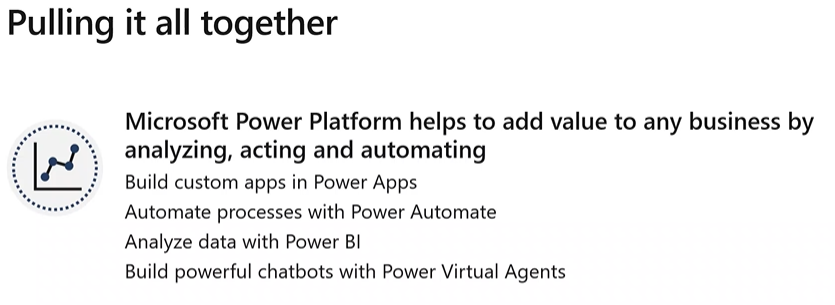 Pulling it all together
Microsoft Power Platform helps to add value to any business by
analyzing, acting and automating
Build custom apps in Power Apps
Automate processes with Power Automate
Analyze data with Power BI
Build powerful chatbots with Power Virtual Agents